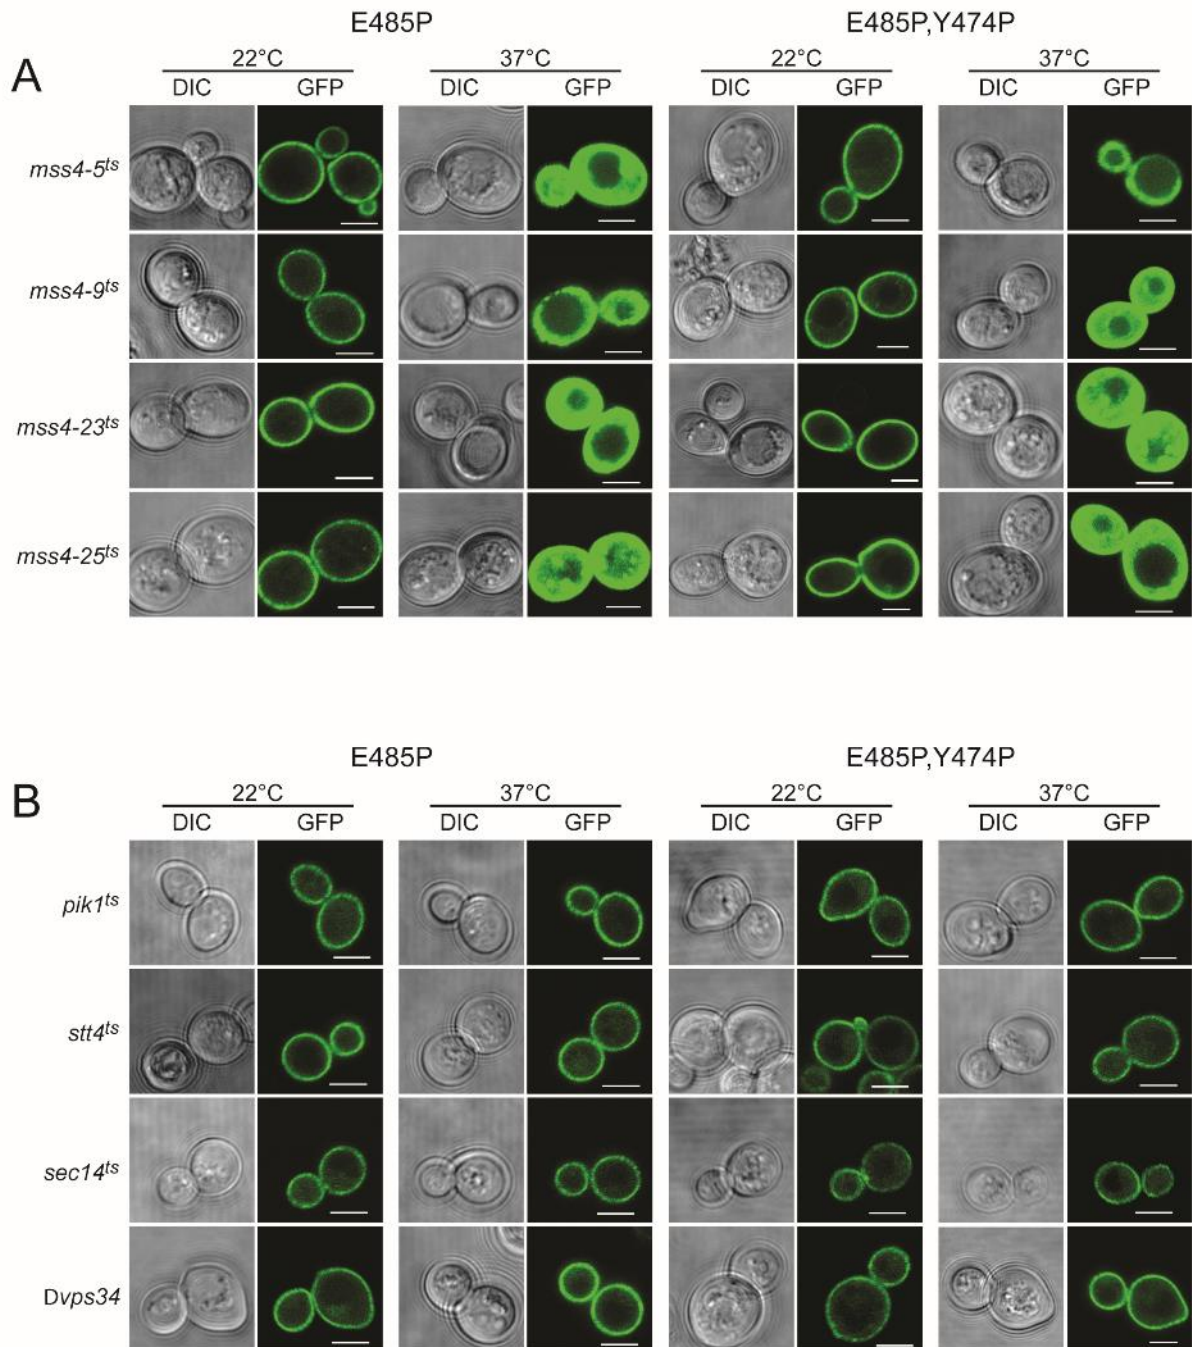 E485P E485P,Y474P
A 22°C 37°C 22°C 37°C
DIC GFP DIC GFP DIC GFP DIC GFP
mss4-5ts
mss4-9ts
mss4-23ts
mss4-25ts
E485P E485P,Y474P
B 22°C 37°C 22°C 37°C
DIC GFP DIC GFP DIC GFP DIC GFP
pik1ts
stt4ts
sec14ts
Dvps34